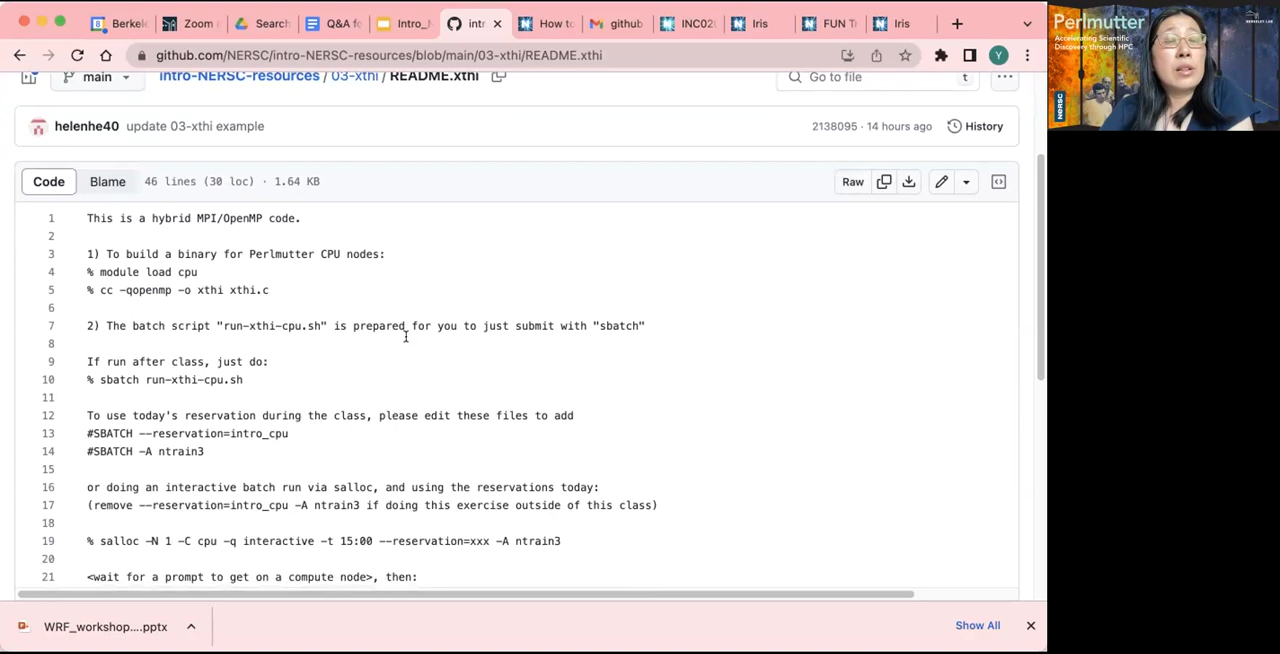 Berkel
Zoom
Search
Q&A fo
Intro_N
intr
How to
github
INC02
Iris
FUN Tr
Iris
github.com/NERSC/intro-NERSC-resources/blob/main/03-xthi/README.xthi
Y
main
intro-NERSC-resources / 03-xthi / README.xthi
Go to file
t
helenhe40 update 03-xthi example
2138095 · 14 hours ago
History
Code
Blame
46 lines (30 loc) · 1.64 KB
Raw
1 This is a hybrid MPI/OpenMP code.
2
3 1) To build a binary for Perlmutter CPU nodes:
4 % module load cpu
5 % cc -qopenmp -o xthi xthi.c
6
7 2) The batch script "run-xthi-cpu.sh" is prepared for you to just submit with "sbatch"
8
9 If run after class, just do:
10 % sbatch run-xthi-cpu.sh
11
12 To use today's reservation during the class, please edit these files to add
13 #SBATCH --reservation=intro_cpu
14 #SBATCH -A ntrain3
15
16 or doing an interactive batch run via salloc, and using the reservations today:
17 (remove --reservation=intro_cpu -A ntrain3 if doing this exercise outside of this class)
18
19 % salloc -N 1 -C cpu -q interactive -t 15:00 --reservation=xxx -A ntrain3
20
21 <wait for a prompt to get on a compute node>, then:
WRF_workshop....pptx
Show All
Perlmutter
Accelerating Scientific
Discovery through HPC
BERKELEY LAB
NERSC